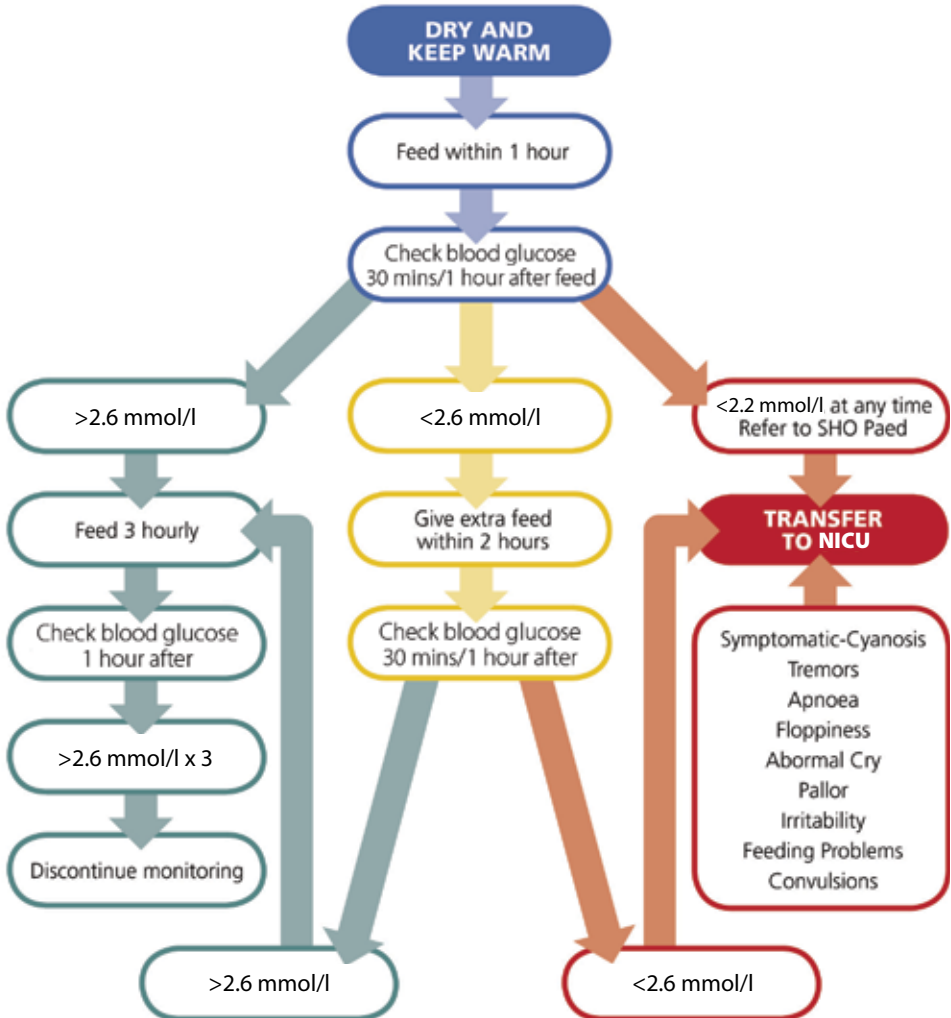 DRY AND
KEEP WARM
Feed within 1 hour
Check blood glucose
30 mins/1 hour after feed
>2.6 mmol/l
Feed 3 hourly
Check blood glucose
1 hour after
>2.6 mmol/l x 3
Discontinue monitoring
<2.6 mmol/l
Give extra feed
within 2 hours
Check blood glucose
30 mins/1 hour after
>2.6 mmol/l
<2.6 mmol/l
<2.2 mmol/l at any time
Refer to SHO Paed
TRANSFER
TO NICU
Symptomatic-Cyanosis
Tremors
Apnoea
Floppiness
Abormal Cry
Pallor
Irritability
Feeding Problems
Convulsions